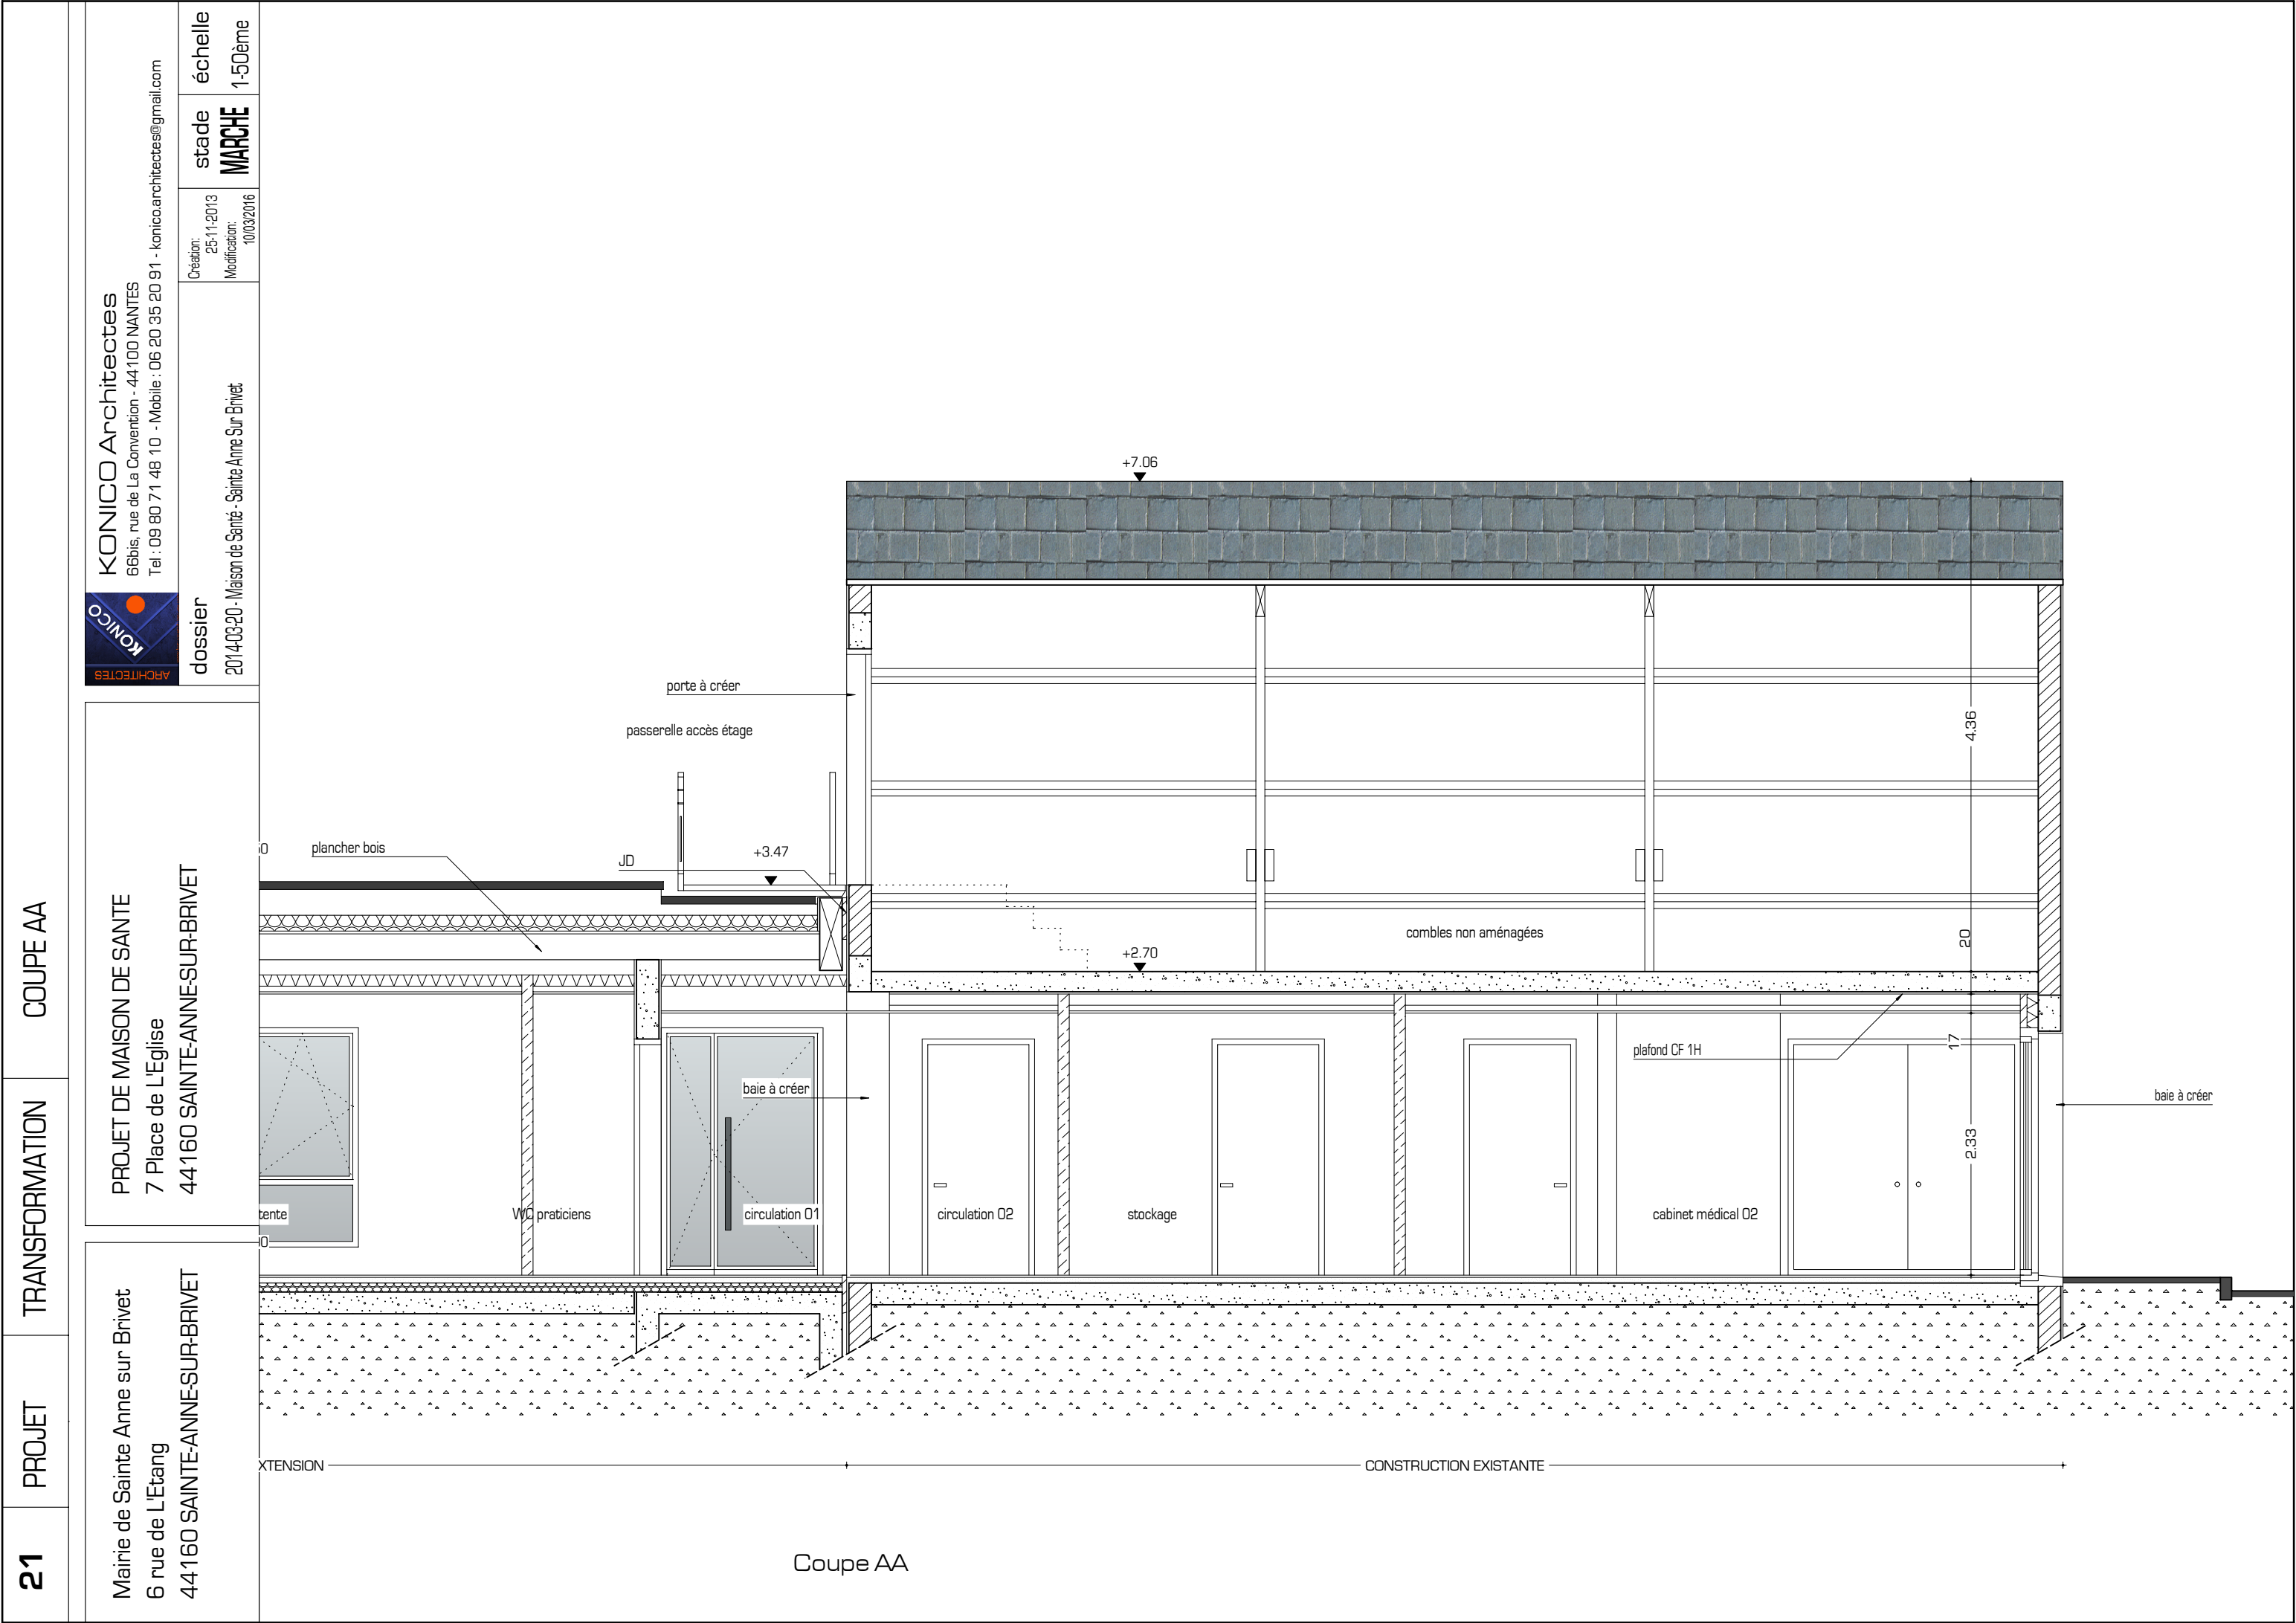 21
PROJET
TRANSFORMATION
COUPE AA
Mairie de Sainte Anne sur Brivet
6 rue de L'Etang
44160 SAINTE-ANNE-SUR-BRIVET
PROJET DE MAISON DE SANTE
7 Place de L'Eglise
44160 SAINTE-ANNE-SUR-BRIVET
KONICO
ARCHITECTES
KONICO Architectes
66bis, rue de La Convention - 44100 NANTES
Tel : 09 80 71 48 10 - Mobile : 06 20 35 20 91 - konico.architectes@gmail.com
dossier
2014-03-20 - Maison de Santé - Sainte Anne Sur Brivet
Création:
25-11-2013
Modification:
10/03/2016
stade
MARCHE
échelle
1-50ème
+7.06
porte à créer
passerelle accès étage
4.36
plancher bois
JD
+3.47
combles non aménagées
20
+2.70
plafond CF 1H
17
baie à créer
baie à créer
2.33
tente
WC praticiens
circulation 01
circulation 02
stockage
cabinet médical 02
XTENSION
CONSTRUCTION EXISTANTE
Coupe AA